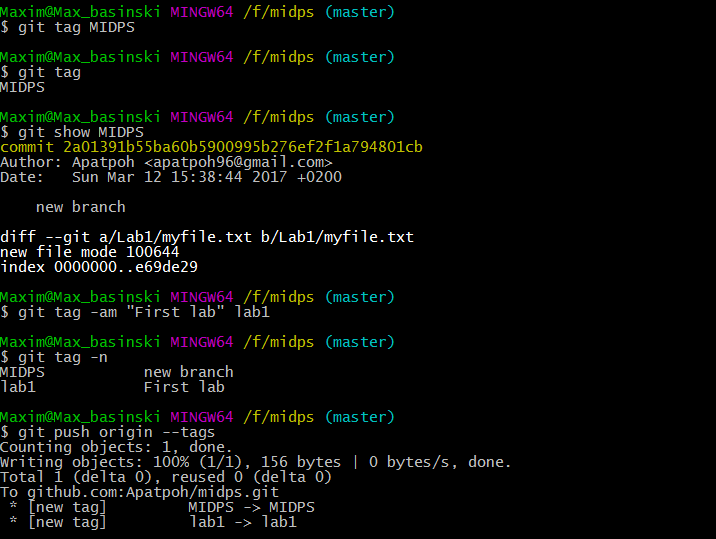 Maxim@Max_basinski MINGW64 /f/midps (master)
$ git tag MIDPS
Maxim@Max_basinski MINGW64 /f/midps (master)
$ git tag
MIDPS
Maxim@Max_basinski MINGW64 /f/midps (master)
$ git show MIDPS
commit 2a01391b55ba60b5900995b276ef2f1a794801cb
Author: Apatpoh <apatpoh96@gmail.com>
Date:   Sun Mar 12 15:38:44 2017 +0200
    new branch
diff --git a/Lab1/myfile.txt b/Lab1/myfile.txt
new file mode 100644
index 0000000..e69de29
Maxim@Max_basinski MINGW64 /f/midps (master)
$ git tag -am "First lab" lab1
Maxim@Max_basinski MINGW64 /f/midps (master)
$ git tag -n
MIDPS           new branch
lab1            First lab
Maxim@Max_basinski MINGW64 /f/midps (master)
$ git push origin --tags
Counting objects: 1, done.
Writing objects: 100% (1/1), 156 bytes | 0 bytes/s, done.
Total 1 (delta 0), reused 0 (delta 0)
To github.com:Apatpoh/midps.git
 * [new tag]         MIDPS -> MIDPS
 * [new tag]         lab1 -> lab1